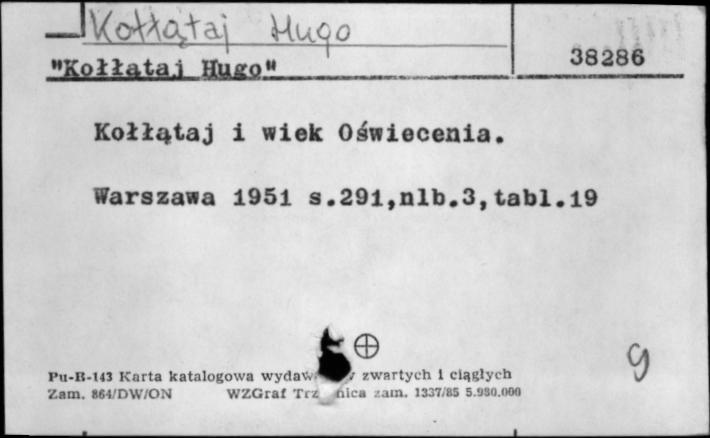 Kołłątaj Hugo
38286
"Kołłątaj Hugo"
Kołłątaj i wiek Oświecenia.
Warszawa 1951 s.291,nlb.3,tabl.19
9
Pu-B-143 Karta katalogowa wydaw zwartych i ciągłych
Zam. 864/DW/ON WZGraf Trz nica zam. 1337/85 5.980.000